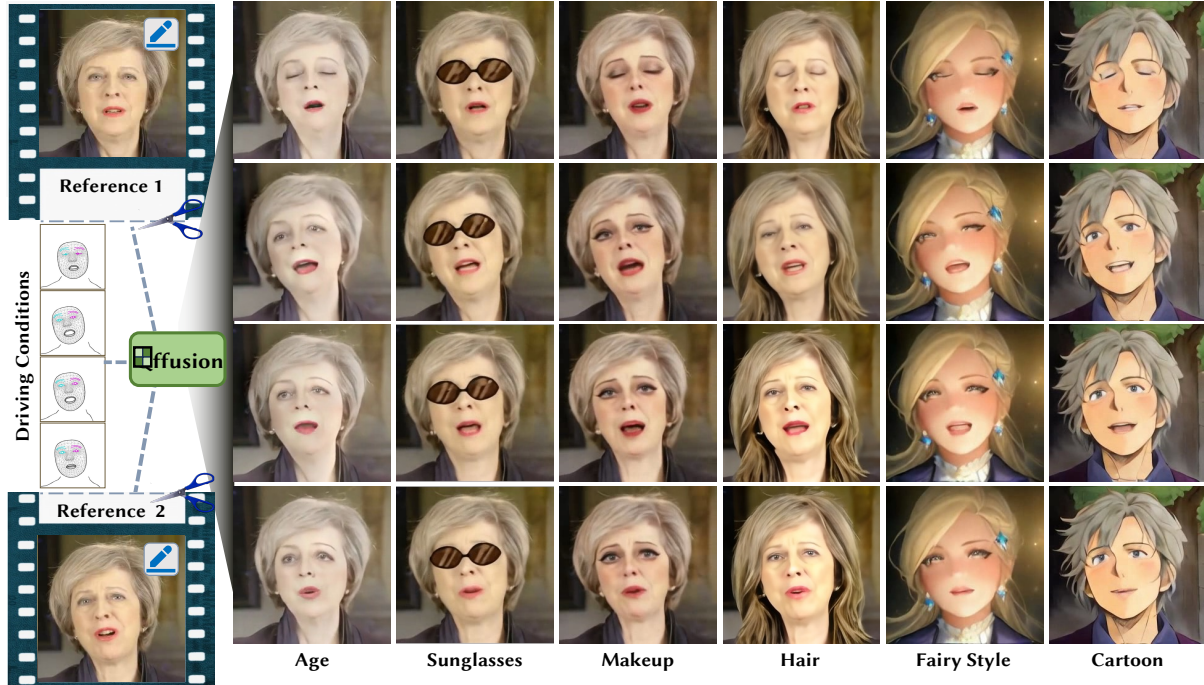 Reference 1
Driving Conditions
Qffusion
Reference 2
Age
Sunglasses
Makeup
Hair
Fairy Style
Cartoon